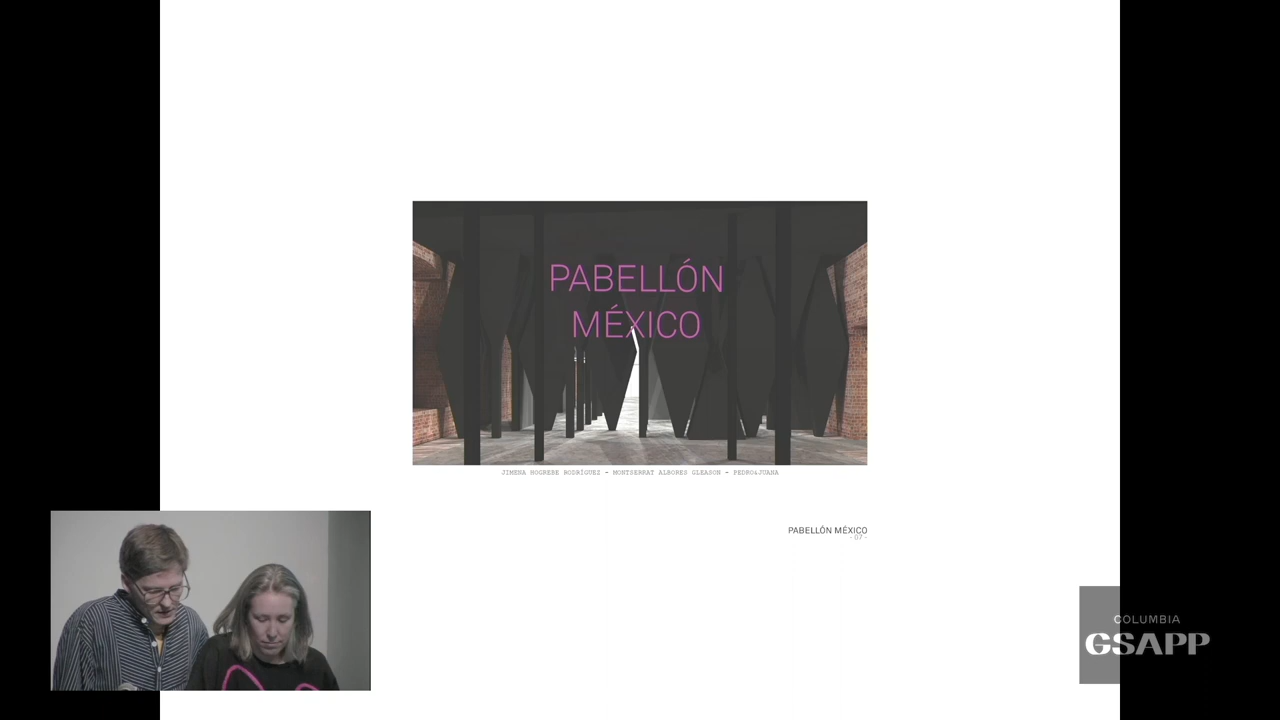 PABELLÓN
MÉXICO
JIMENA HOGREBE RODRÍGUEZ – MONTSERRAT ALBORES GLEASON – PEDRO&JUANA
PABELLÓN MÉXICO
- 07 -
COLUMBIA
GSAPP